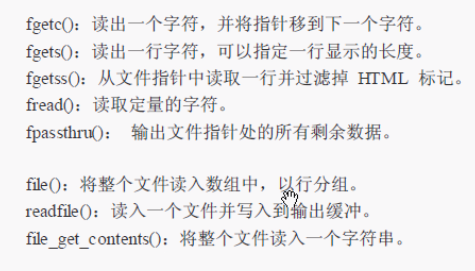 fgetc()：读出一个字符，并将指针移到下一个字符。
fgets()：读出一行字符，可以指定一行显示的长度。
fgetss()：从文件指针中读取一行并过滤掉 HTML 标记。
fread()：读取定量的字符。
fpassthru()： 输出文件指针处的所有剩余数据。
file()：将整个文件读入数组中，以行分组。
readfile()：读入一个文件并写入到输出缓冲。
file_get_contents()：将整个文件读入一个字符串。